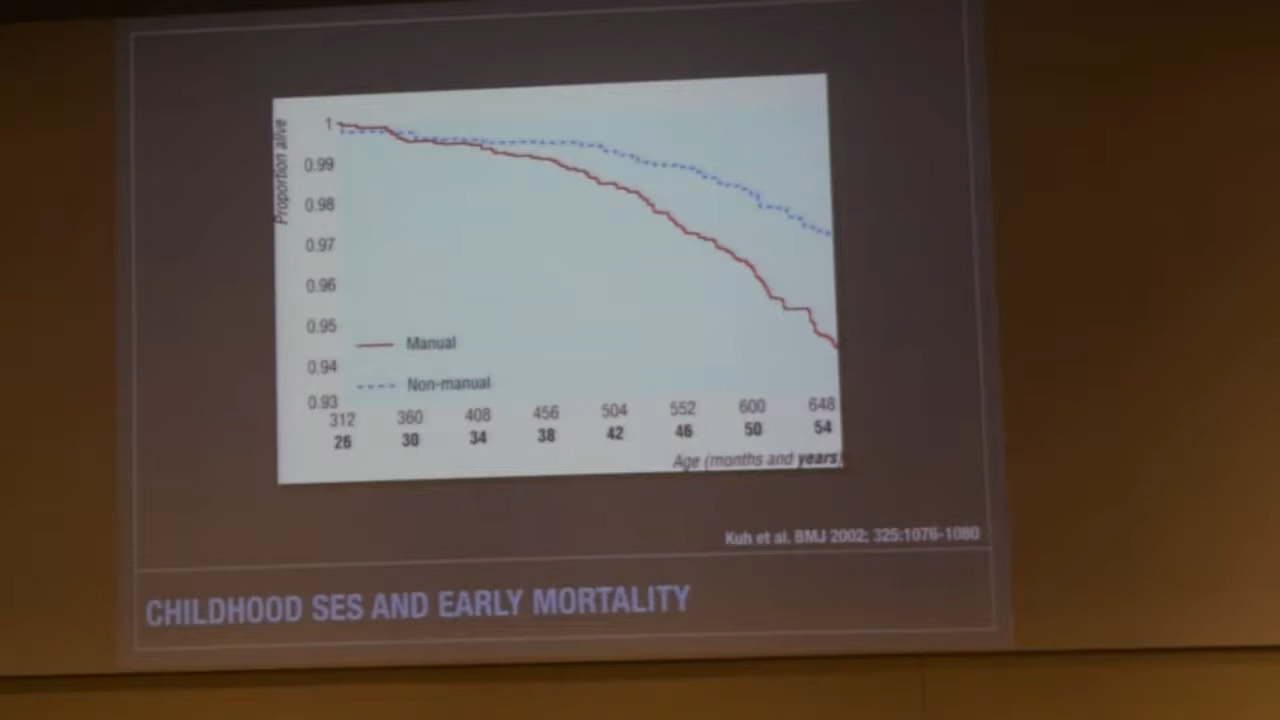 Proportion alive
1
0.99
0.98
0.97
0.96
0.95
0.94
0.93
Manual
Non-manual
312 360 408 456 504 552 600 648
26 30 34 38 42 46 50 54
Age (months and years)
Kuh et al. BMJ 2002; 325:1076-1080
CHILDHOOD SES AND EARLY MORTALITY